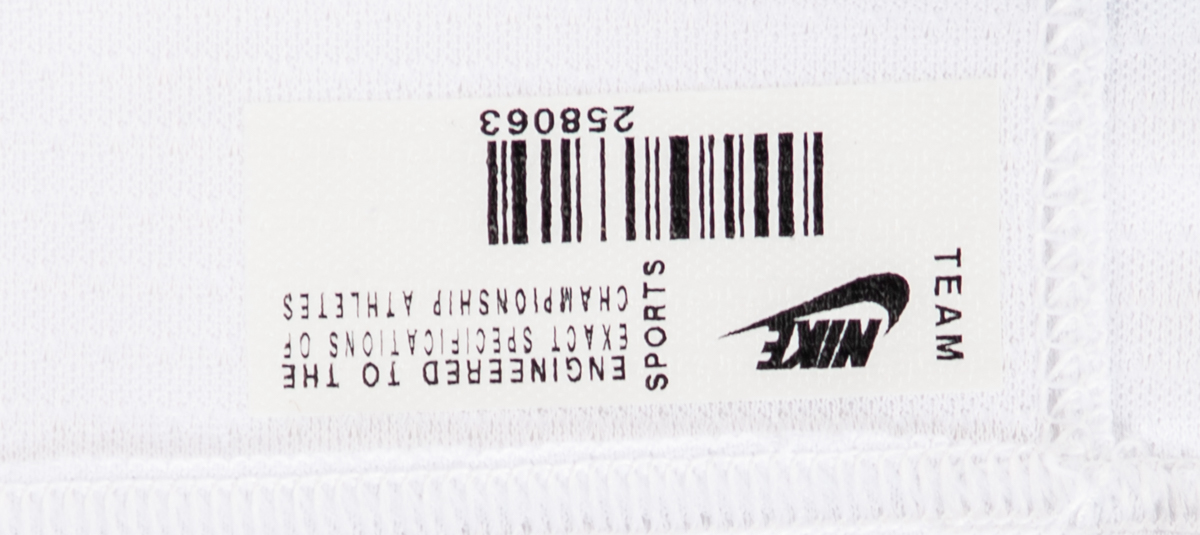 TEAM
NIKE
SPORTS
ENGINEERED TO THE
EXACT SPECIFICATIONS OF
CHAMPIONSHIP ATHLETES
258063